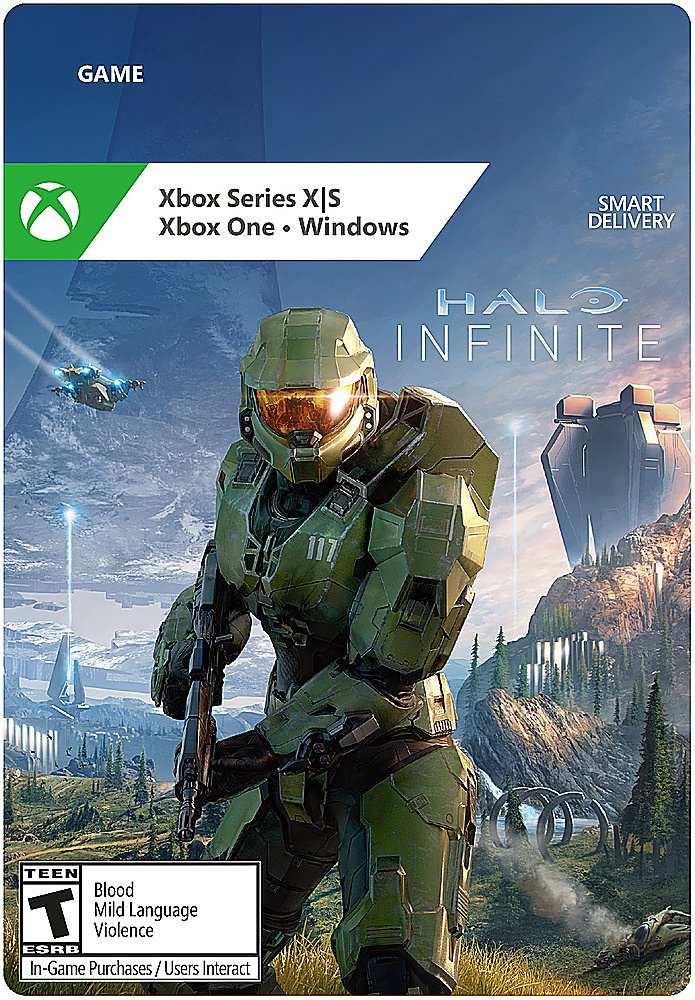 GAME
Xbox Series X|S
Xbox One • Windows
SMART
DELIVERY
HALO
INFINITE
117
TEEN
T
ESRB
Blood
Mild Language
Violence
In-Game Purchases / Users Interact